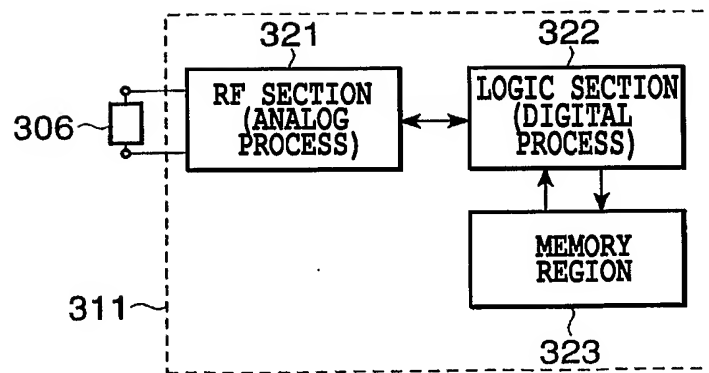 321
322
RF SECTION
(ANALOG
PROCESS)
LOGIC SECTION
(DIGITAL
PROCESS)
306
MEMORY
REGION
311
323